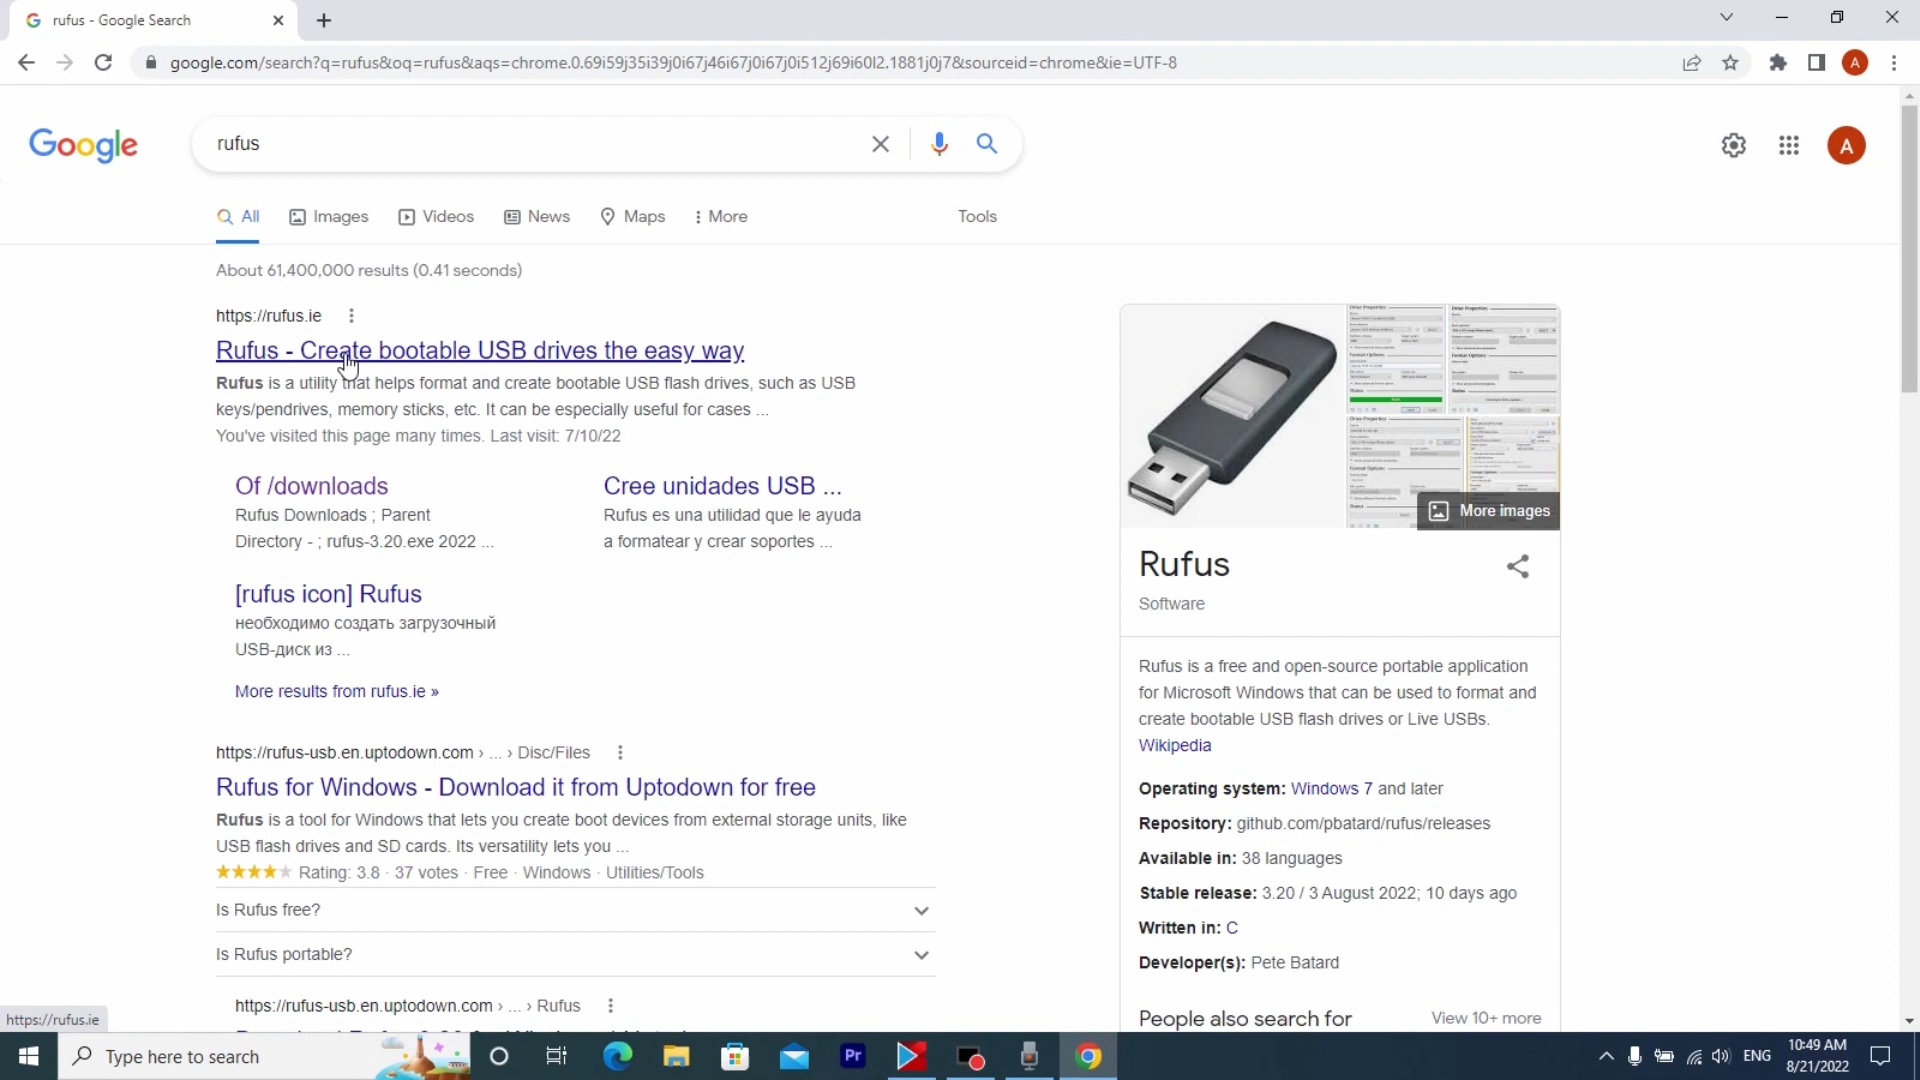 rufus - Google Search
google.com/search?q=rufus&oq=rufus&aqs=chrome.0.69i59j35i39j0i67j46i67j0i67j0i512j69i60l2.1881j0j7&sourceid=chrome&ie=UTF-8
A
Google
rufus
A
All
Images
Videos
News
Maps
More
Tools
About 61,400,000 results (0.41 seconds)
https://rufus.ie
Rufus - Create bootable USB drives the easy way
Rufus is a utility that helps format and create bootable USB flash drives, such as USB
keys/pendrives, memory sticks, etc. It can be especially useful for cases ...
You've visited this page many times. Last visit: 7/10/22
Of /downloads
Rufus Downloads ; Parent
Directory - ; rufus-3.20.exe 2022 ...
Cree unidades USB ...
Rufus es una utilidad que le ayuda
a formatear y crear soportes ...
[rufus icon] Rufus
необходимо создать загрузочный
USB-диск из ...
More results from rufus.ie »
https://rufus-usb.en.uptodown.com › ... › Disc/Files
Rufus for Windows - Download it from Uptodown for free
Rufus is a tool for Windows that lets you create boot devices from external storage units, like
USB flash drives and SD cards. Its versatility lets you ...
Rating: 3.8 · 37 votes · Free · Windows · Utilities/Tools
Is Rufus free?
Is Rufus portable?
https://rufus-usb.en.uptodown.com › ... › Rufus
More images
Rufus
Software
Rufus is a free and open-source portable application
for Microsoft Windows that can be used to format and
create bootable USB flash drives or Live USBs.
Wikipedia
Operating system: Windows 7 and later
Repository: github.com/pbatard/rufus/releases
Available in: 38 languages
Stable release: 3.20 / 3 August 2022; 10 days ago
Written in: C
Developer(s): Pete Batard
People also search for
View 10+ more
https://rufus.ie
Type here to search
Pr
ENG
10:49 AM
8/21/2022